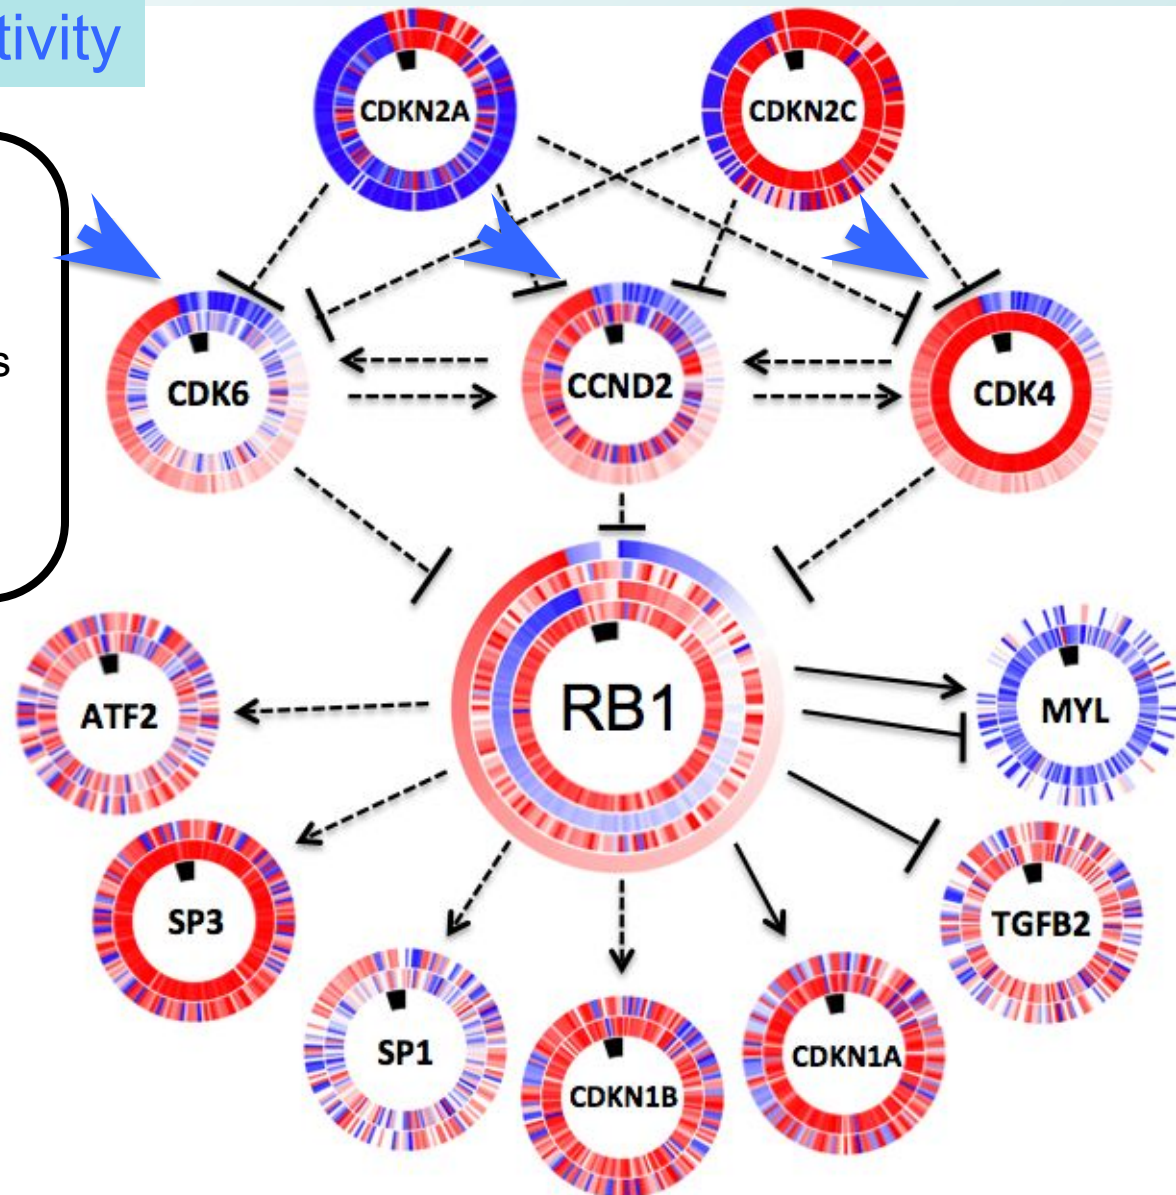 tivity
CDKN2A
CDKN2C
s
CDK6
CCND2
CDK4
RB1
ATF2
MYL
SP3
TGFB2
SP1
CDKN1B
CDKN1A